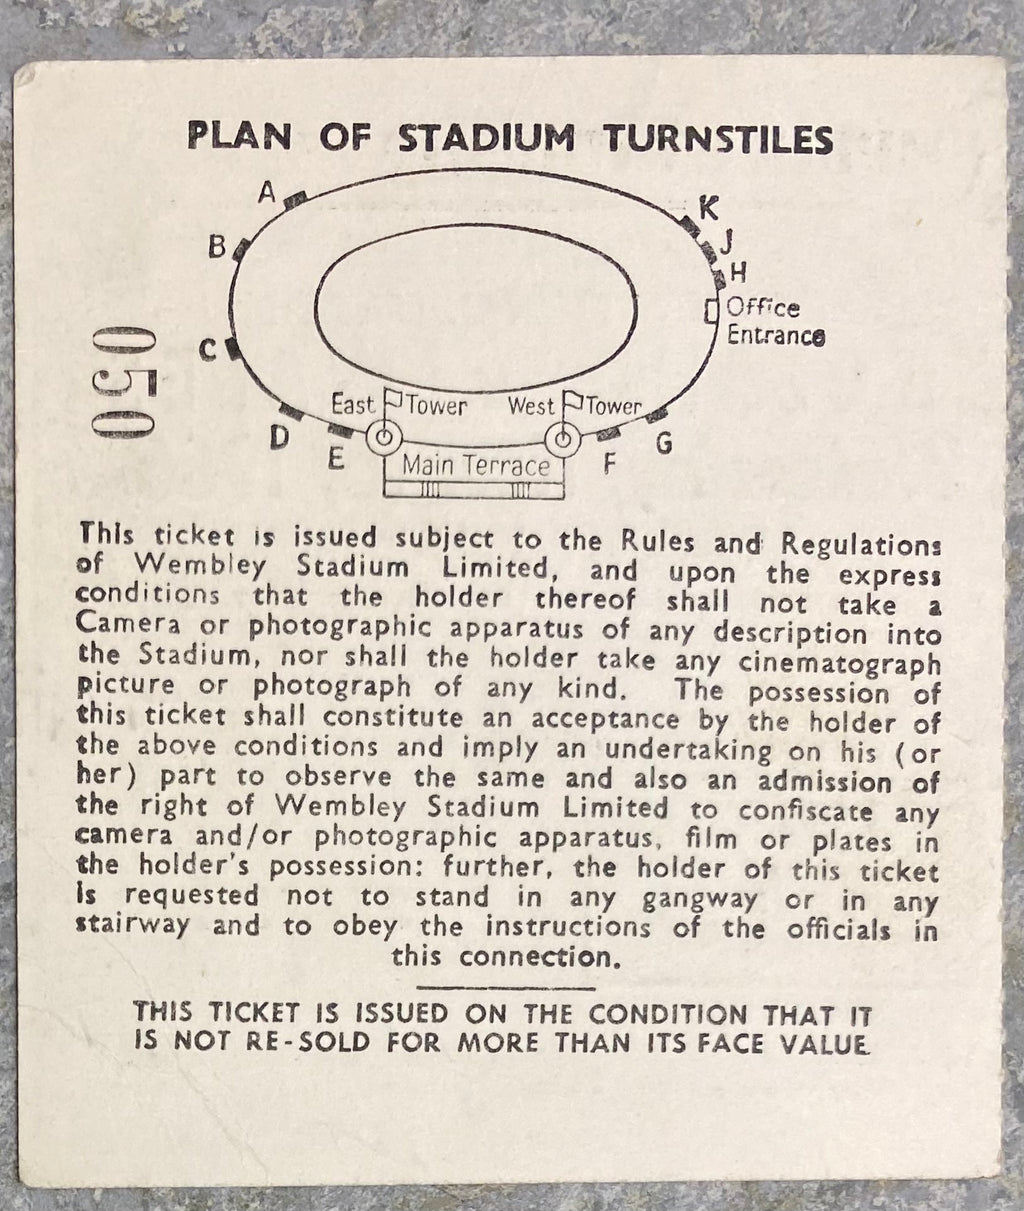 PLAN OF STADIUM TURNSTILES
A
K
B
J
H
Office
Entrance
050
C
East Tower
West Tower
D
E
Main Terrace
F
G
This ticket is issued subject to the Rules and Regulations
of Wembley Stadium Limited, and upon the express
conditions that the holder thereof shall not take a
Camera or photographic apparatus of any description into
the Stadium, nor shall the holder take any cinematograph
picture or photograph of any kind. The possession of
this ticket shall constitute an acceptance by the holder of
the above conditions and imply an undertaking on his (or
her) part to observe the same and also an admission of
the right of Wembley Stadium Limited to confiscate any
camera and/or photographic apparatus, film or plates in
the holder's possession: further, the holder of this ticket
is requested not to stand in any gangway or in any
stairway and to obey the instructions of the officials in
this connection.
THIS TICKET IS ISSUED ON THE CONDITION THAT IT
IS NOT RE-SOLD FOR MORE THAN ITS FACE VALUE